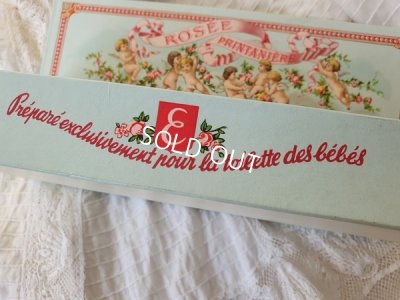 ROSÉE
PRINTANIÈRE
E
Préparé exclusivement pour la toilette des bébés
SOLD OUT